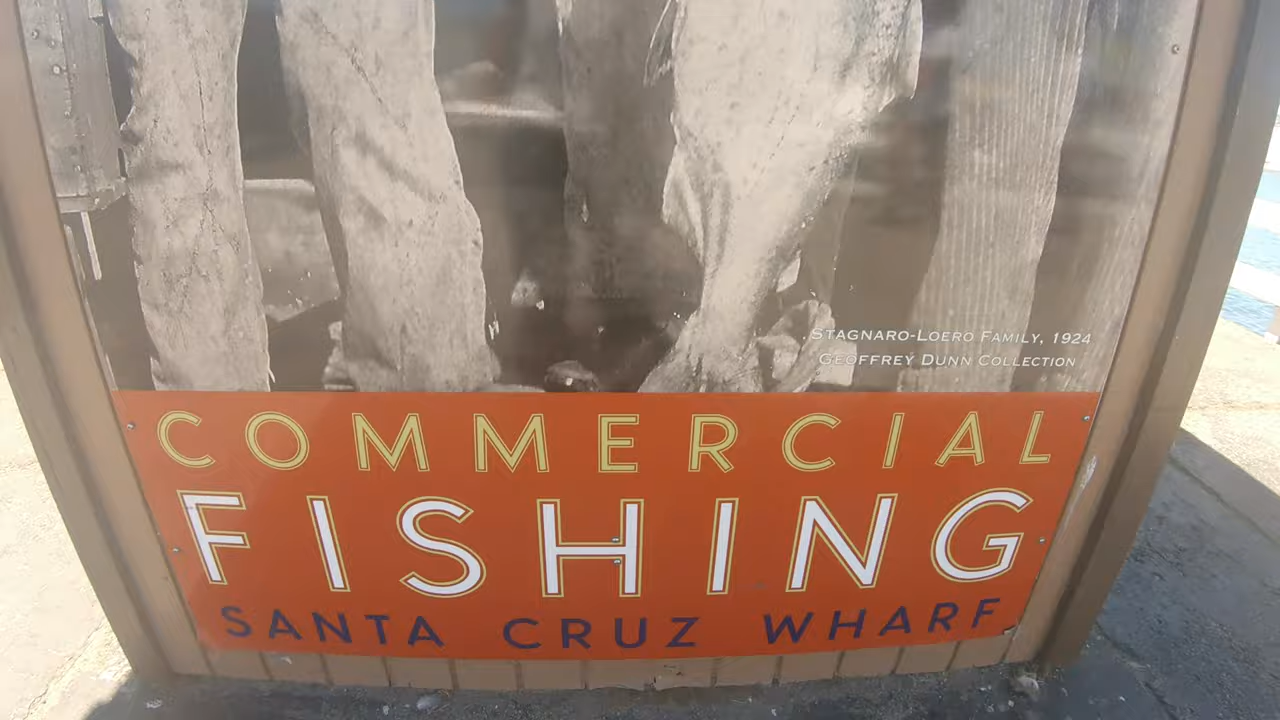 STAGNARO-LOERO FAMILY, 1924
GEOFFREY DUNN COLLECTION
COMMERCIAL
FISHING
SANTA CRUZ WHARF